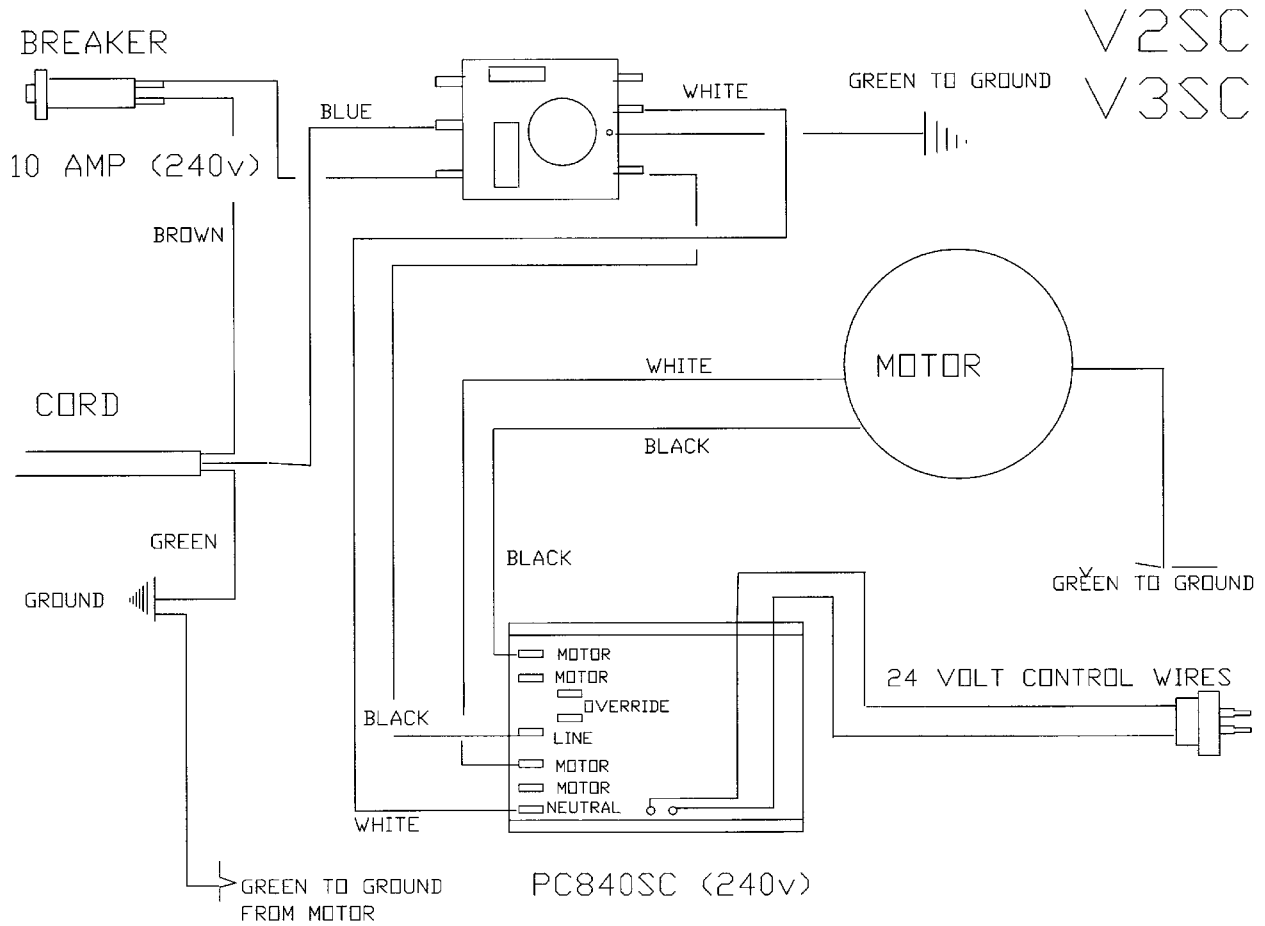 V2SC
V3SC
BREAKER
10 AMP (240v)
BLUE
WHITE
GREEN TO GROUND
BROWN
CORD
WHITE
MOTOR
BLACK
GREEN
BLACK
GROUND
GREEN TO GROUND
MOTOR
MOTOR
OVERRIDE
24 VOLT CONTROL WIRES
BLACK
LINE
MOTOR
MOTOR
NEUTRAL
WHITE
PC840SC (240v)
GREEN TO GROUND
FROM MOTOR